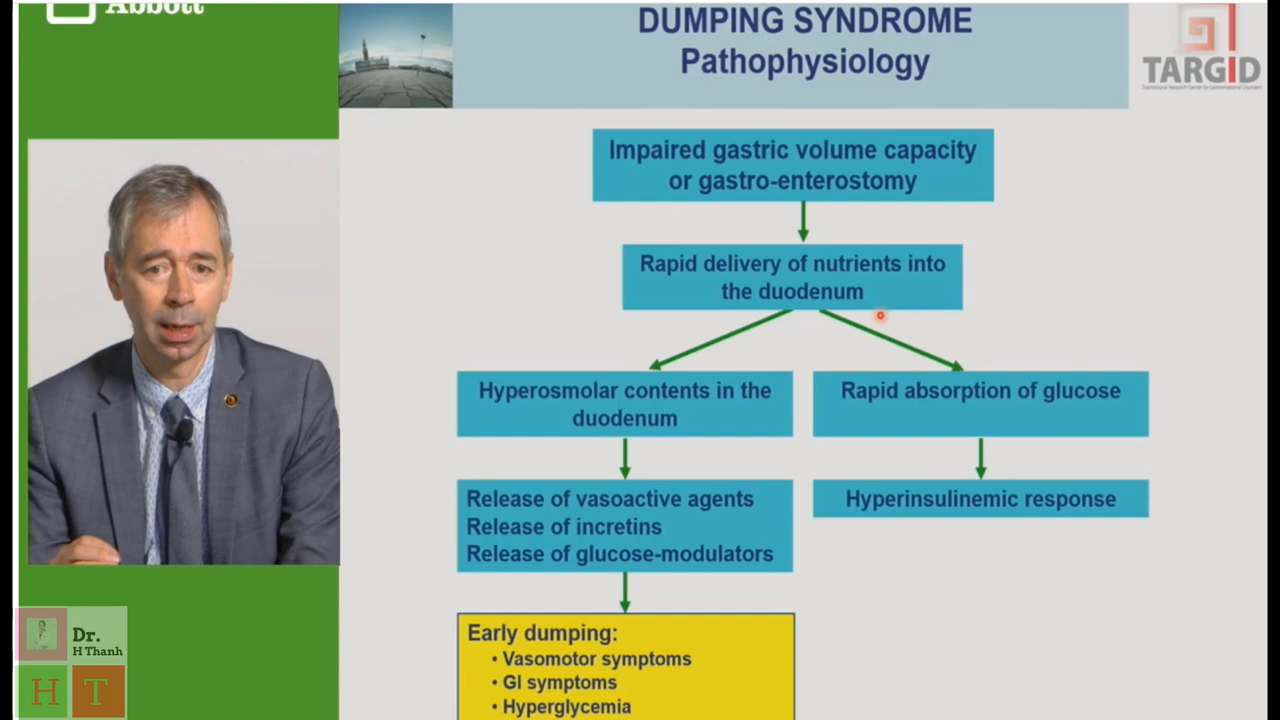 Abbott
DUMPING SYNDROME
Pathophysiology
TARGID
Impaired gastric volume capacity
or gastro-enterostomy
Rapid delivery of nutrients into
the duodenum
Hyperosmolar contents in the
duodenum
Rapid absorption of glucose
Release of vasoactive agents
Release of incretins
Release of glucose-modulators
Hyperinsulinemic response
Early dumping:
• Vasomotor symptoms
• GI symptoms
• Hyperglycemia
Dr.
H Thanh
H T